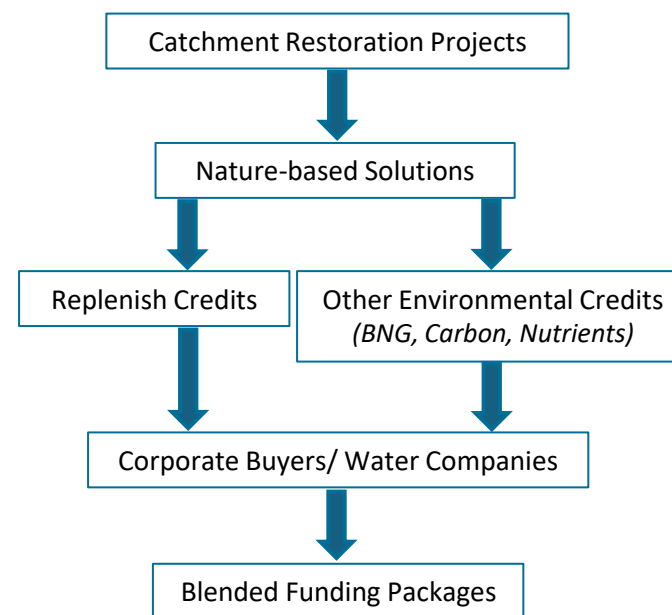 Catchment Restoration Projects
Nature-based Solutions
Replenish Credits
Other Environmental Credits
(BNG, Carbon, Nutrients)
Corporate Buyers/ Water Companies
Blended Funding Packages